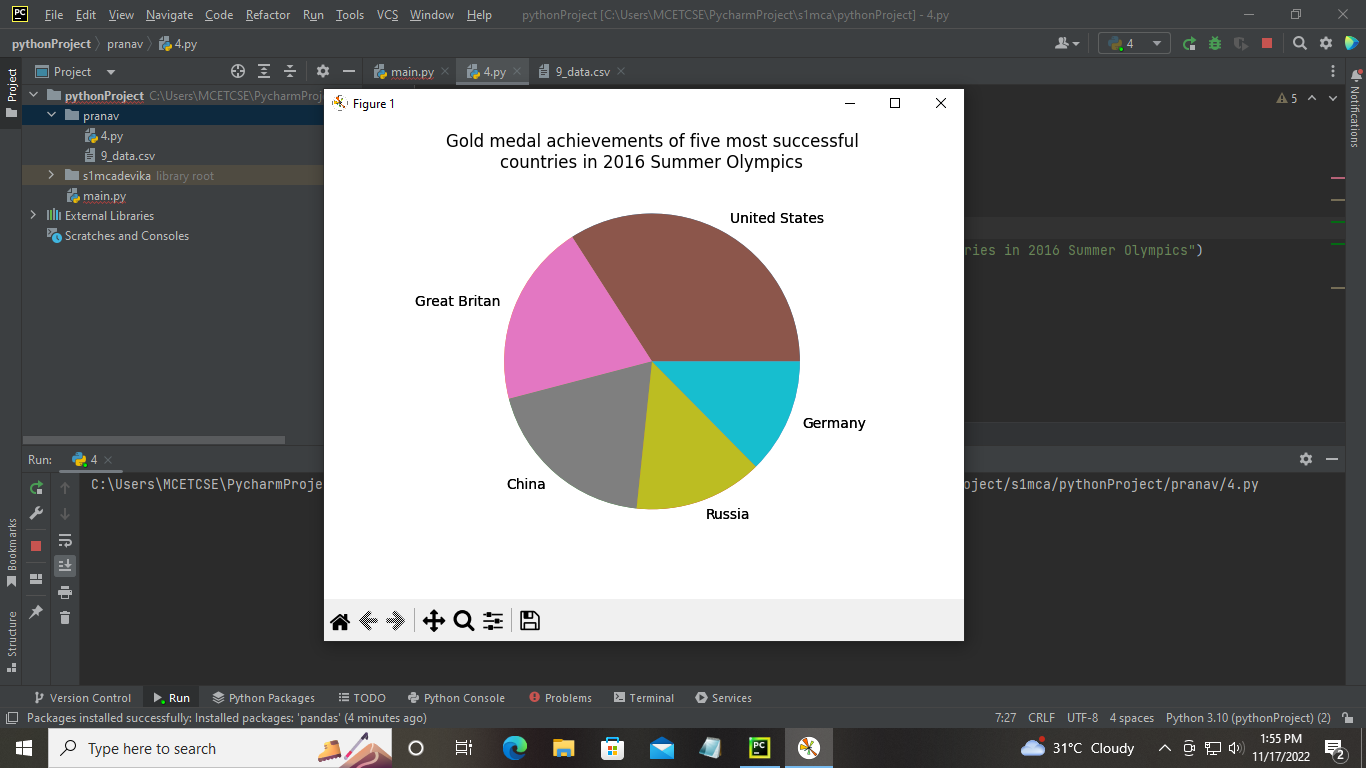 PC File Edit View Navigate Code Refactor Run Tools VCS Window Help pythonProject [C:\Users\MCETCSE\PycharmProject\s1mca\pythonProject] - 4.py
pythonProject pranav 4.py 4
Project main.py 4.py 9_data.csv
Project
Notifications
pythonProject C:\Users\MCETCSE\PycharmProj
5
pranav
4.py
9_data.csv
s1mcadevika library root
main.py
External Libraries
Scratches and Consoles
Figure 1
Gold medal achievements of five most successful
countries in 2016 Summer Olympics
United States
ries in 2016 Summer Olympics")
Great Britan
Germany
China
Russia
Run: 4
C:\Users\MCETCSE\PycharmProje
oject/s1mca/pythonProject/pranav/4.py
Bookmarks
Structure
Version Control Run Python Packages TODO Python Console Problems Terminal Services
Packages installed successfully: Installed packages: 'pandas' (4 minutes ago) 7:27 CRLF UTF-8 4 spaces Python 3.10 (pythonProject) (2)
Type here to search
PC
31°C Cloudy
1:55 PM
11/17/2022
2